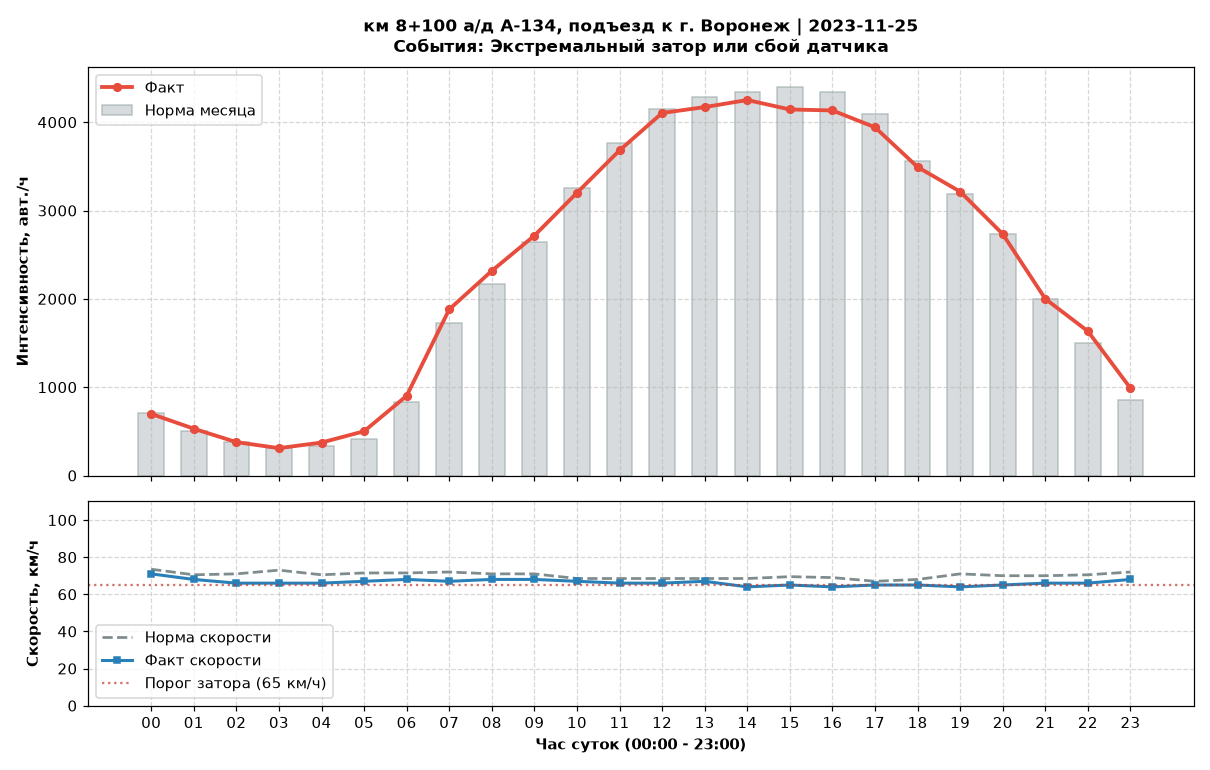 км 8+100 а/д А-134, подъезд к г. Воронеж | 2023-11-25
События: Экстремальный затор или сбой датчика
Факт
Норма месяца
Интенсивность, авт./ч
4000
3000
2000
1000
0
Скорость, км/ч
100
80
60
40
20
0
Норма скорости
Факт скорости
Порог затора (65 км/ч)
00 01 02 03 04 05 06 07 08 09 10 11 12 13 14 15 16 17 18 19 20 21 22 23
Час суток (00:00 - 23:00)